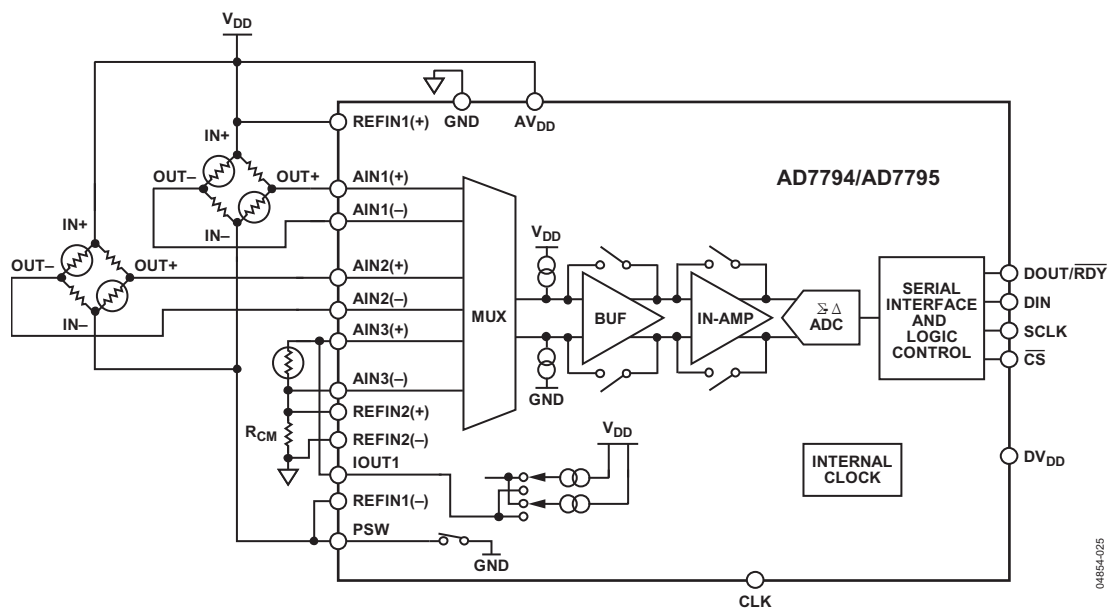 VDD
GND
AVDD
REFIN1(+)
IN+
OUT–
OUT+
IN–
AIN1(+)
AIN1(–)
AD7794/AD7795
IN+
OUT–
OUT+
IN–
AIN2(+)
AIN2(–)
AIN3(+)
AIN3(–)
REFIN2(+)
RCM
REFIN2(–)
IOUT1
REFIN1(–)
PSW
GND
MUX
VDD
GND
BUF
IN-AMP
Σ-Δ
ADC
SERIAL
INTERFACE
AND
LOGIC
CONTROL
DOUT/RDY
DIN
SCLK
CS
VDD
INTERNAL
CLOCK
DVDD
CLK
04854-025